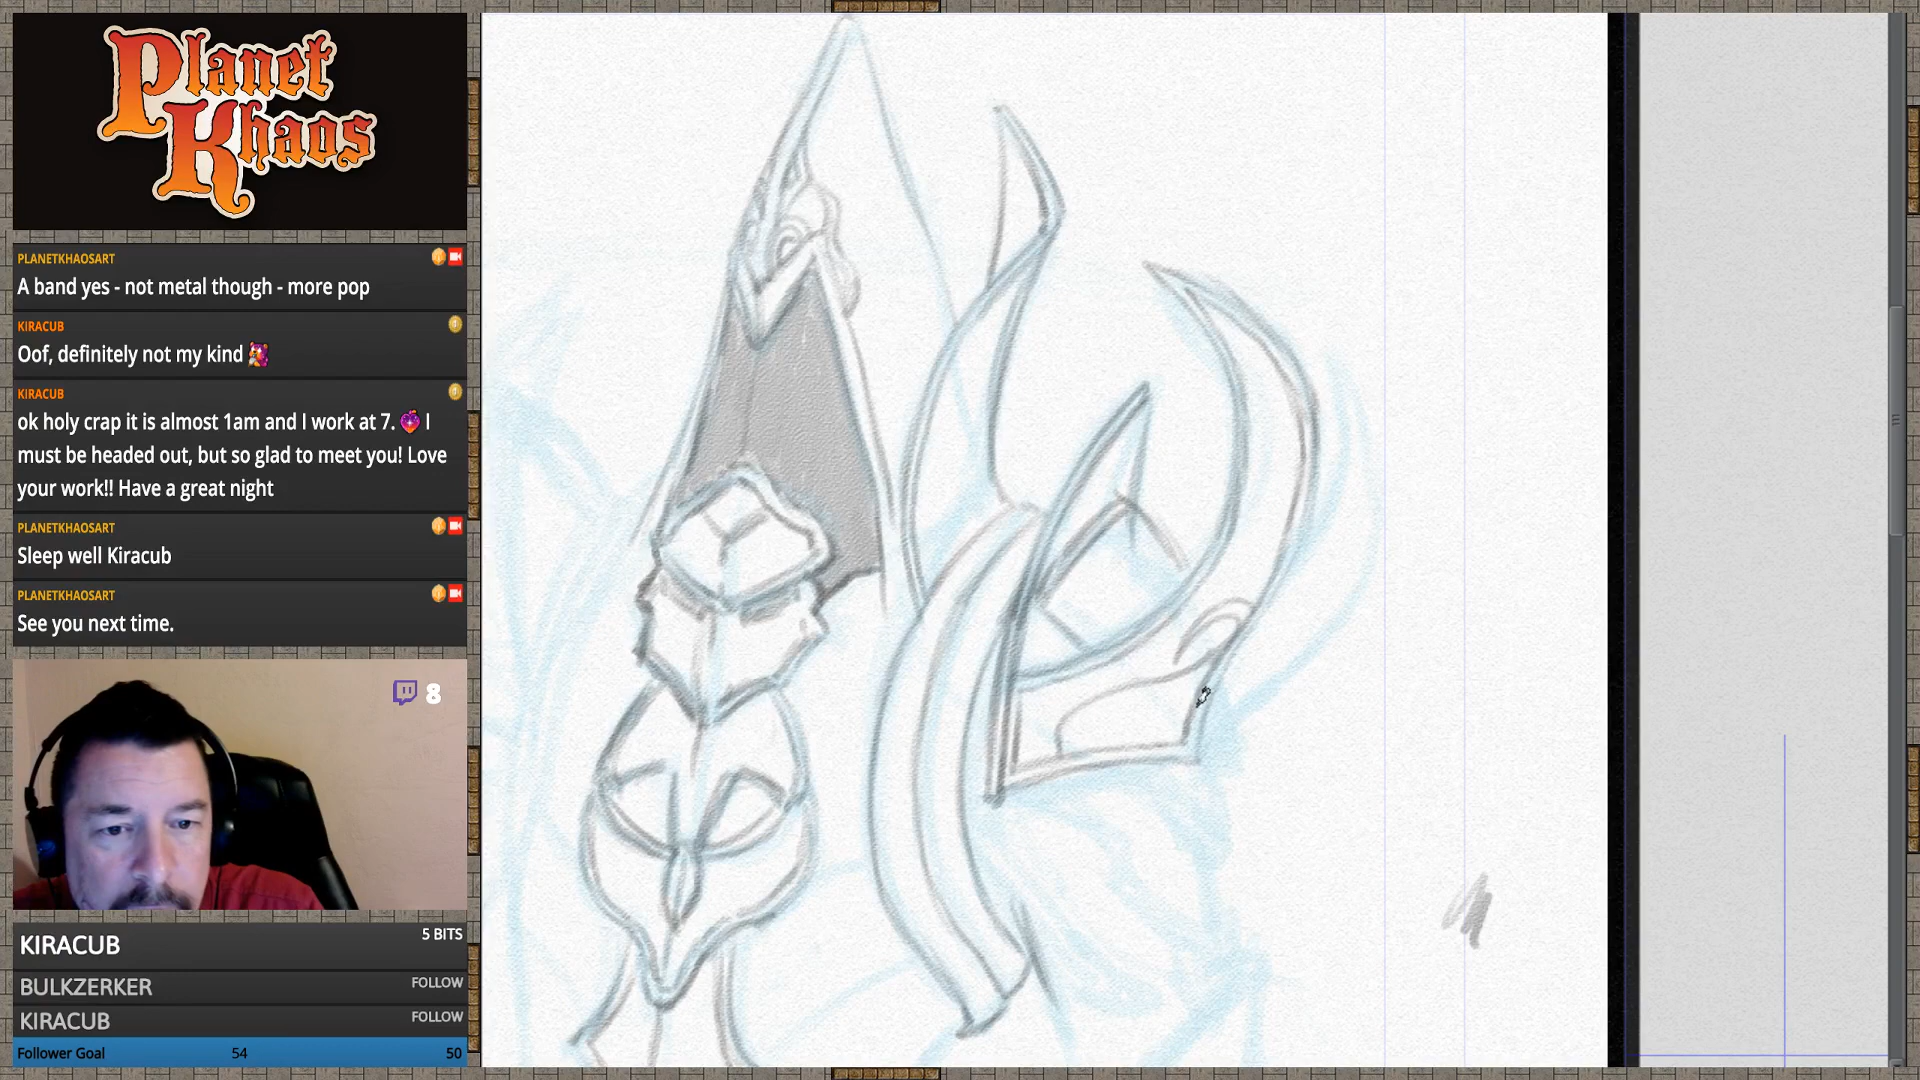 Planet
Khaos
PLANETKHAOSART
A band yes - not metal though - more pop
KIRACUB
Oof, definitely not my kind
KIRACUB
ok holy crap it is almost 1am and I work at 7. I
must be headed out, but so glad to meet you! Love
your work!! Have a great night
PLANETKHAOSART
Sleep well Kiracub
PLANETKHAOSART
See you next time.
8
KIRACUB 5 BITS
BULKZERKER FOLLOW
KIRACUB FOLLOW
Follower Goal 54 50